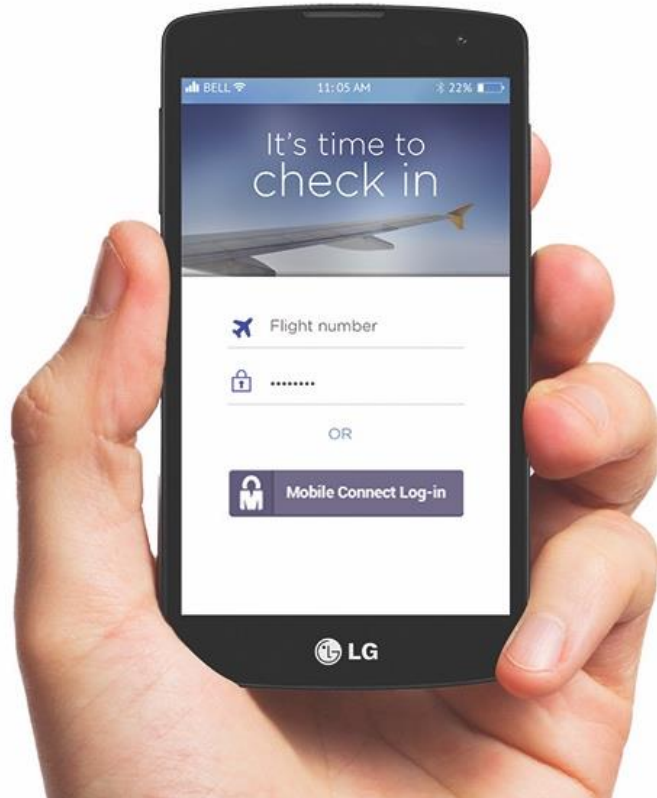 BELL 11:05 AM 22%
It's time to
check in
Flight number
••••••••
OR
Mobile Connect Log-in
LG